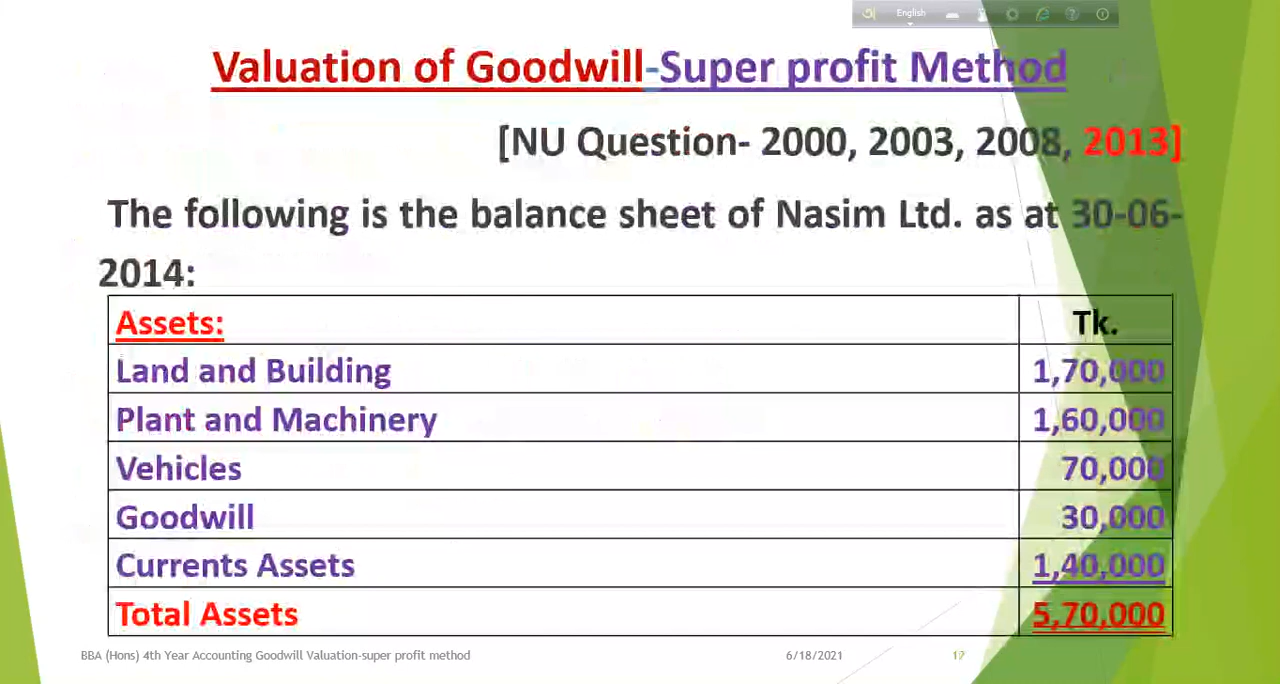 English
Valuation of Goodwill-Super profit Method
[NU Question- 2000, 2003, 2008, 2013]
The following is the balance sheet of Nasim Ltd. as at 30-06-
2014:
Assets: Tk.
Land and Building 1,70,000
Plant and Machinery 1,60,000
Vehicles 70,000
Goodwill 30,000
Currents Assets 1,40,000
Total Assets 5,70,000
BBA (Hons) 4th Year Accounting Goodwill Valuation-super profit method 6/18/2021